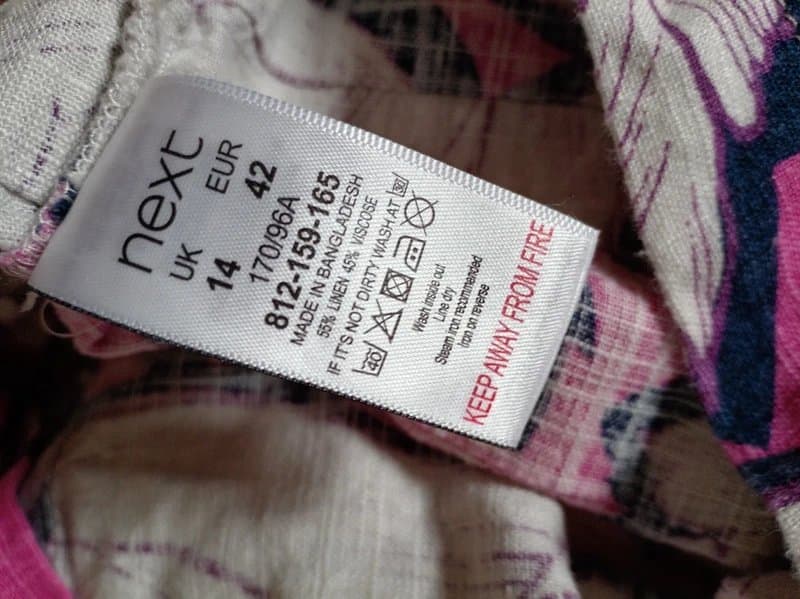 next
UK EUR
14 42
170/96A
812-159-165
MADE IN BANGLADESH
55% LINEN 45% VISCOSE
IF IT'S NOT DIRTY WASH AT 30
40
Wash inside out
Line dry
Steam iron recommended
Iron on reverse
KEEP AWAY FROM FIRE